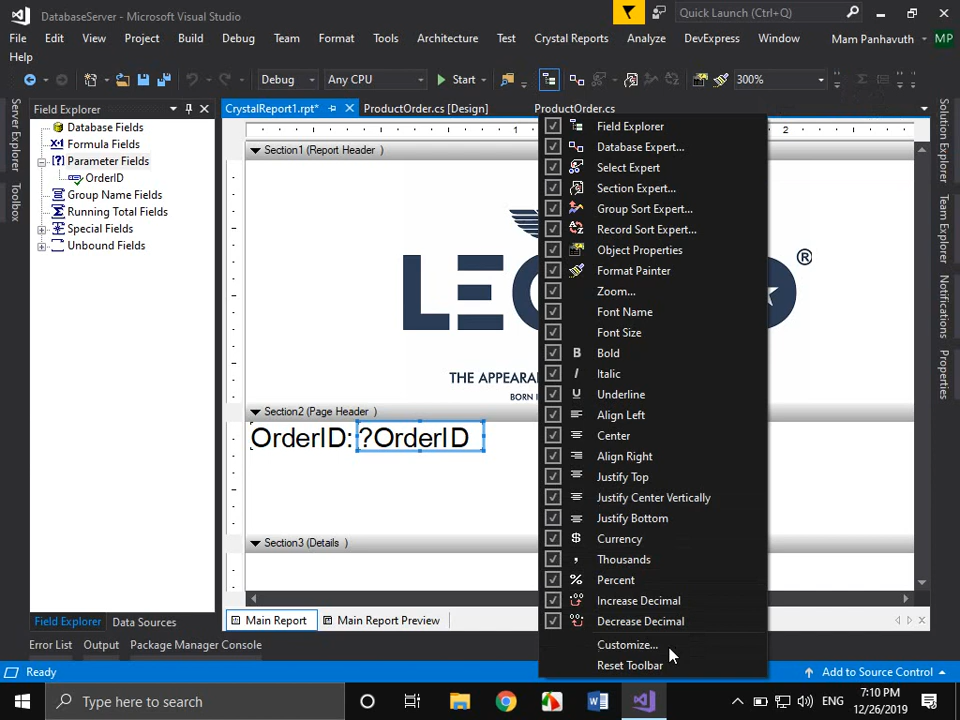 DatabaseServer - Microsoft Visual Studio
Quick Launch (Ctrl+Q)
File Edit View Project Build Debug Team Format Tools Architecture Test Crystal Reports Analyze DevExpress Window Mam Panhavuth MP
Help
Debug Any CPU Start 300%
Field Explorer
CrystalReport1.rpt* ProductOrder.cs [Design] ProductOrder.cs
Server Explorer
Toolbox
Database Fields
Formula Fields
Parameter Fields
OrderID
Group Name Fields
Running Total Fields
Special Fields
Unbound Fields
1 2
Section1 (Report Header )
®
THE APPEARA
BORN I
Section2 (Page Header )
OrderID: ?OrderID
Section3 (Details )
Field Explorer
Database Expert...
Select Expert
Section Expert...
Group Sort Expert...
Record Sort Expert...
Object Properties
Format Painter
Zoom...
Font Name
Font Size
B Bold
I Italic
U Underline
Align Left
Center
Align Right
Justify Top
Justify Center Vertically
Justify Bottom
$ Currency
, Thousands
% Percent
Increase Decimal
Decrease Decimal
Customize...
Reset Toolbar
Solution Explorer
Team Explorer
Notifications
Properties
Field Explorer Data Sources
Main Report Main Report Preview
Error List Output Package Manager Console
Ready
Add to Source Control
Type here to search
ENG
7:10 PM
12/26/2019